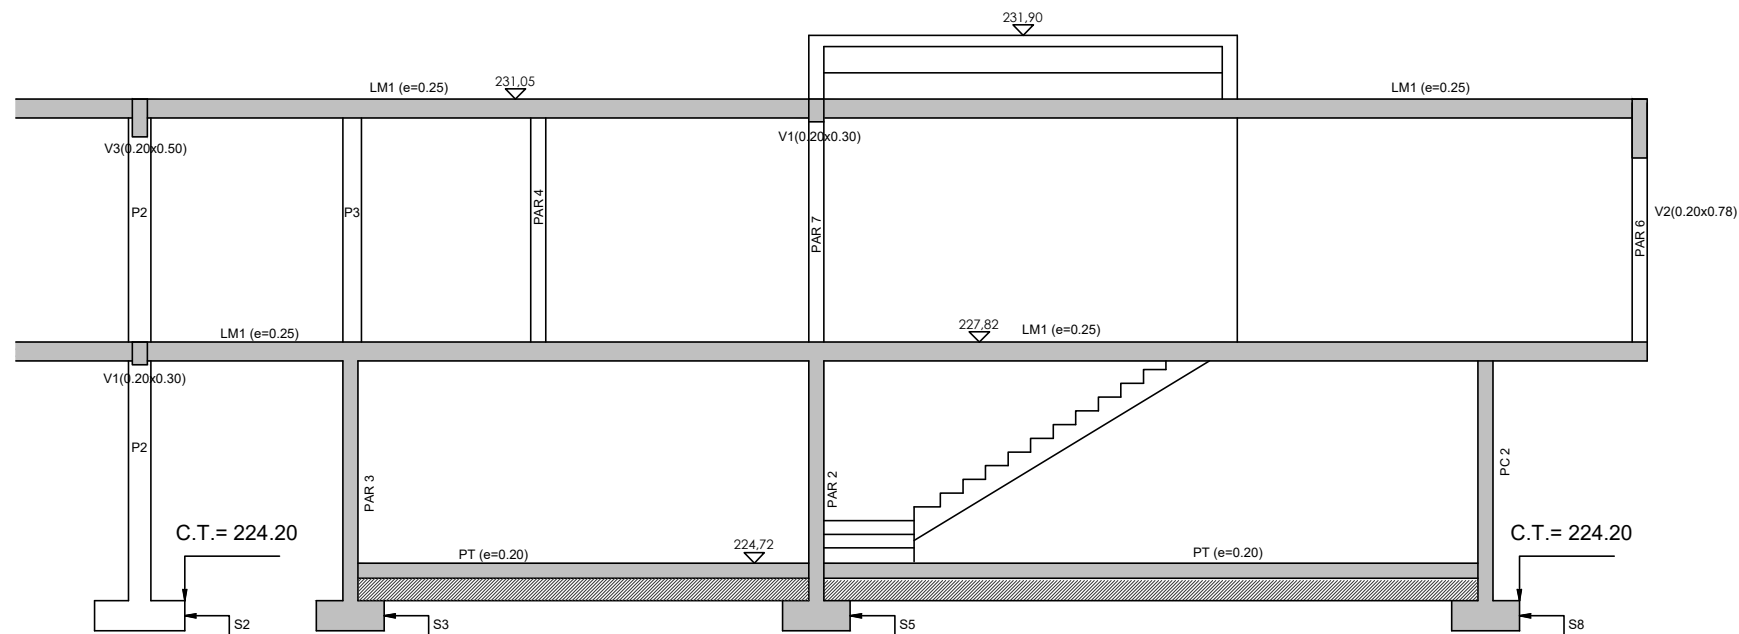 231,90
LM1 (e=0.25)
231,05
LM1 (e=0.25)
V3(0.20x0.50)
V1(0.20x0.30)
P2
P3
PAR 4
PAR 7
PAR 6
V2(0.20x0.78)
LM1 (e=0.25)
227,82
LM1 (e=0.25)
V1(0.20x0.30)
P2
PAR 3
PAR 2
PC 2
C.T.= 224.20
C.T.= 224.20
PT (e=0.20)
224,72
PT (e=0.20)
S2
S3
S5
S8